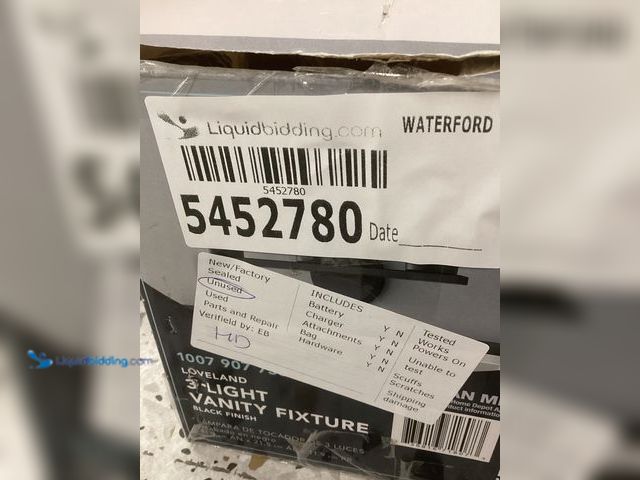 Liquidbidding.com
WATERFORD
5452780
5452780 Date
New/Factory
Sealed
Unused
Used
Parts and Repair
Verifield by: EB
HD
INCLUDES
Battery Y N
Charger Y N
Attachments Y N
Bag Y N
Hardware Y N
Tested
Works
Powers On
Unable to
test
Scuffs
Scratches
Shipping
damage
1007 907
LOVELAND
3-LIGHT
VANITY FIXTURE
BLACK FINISH
LUCES
Liquidbidding.com